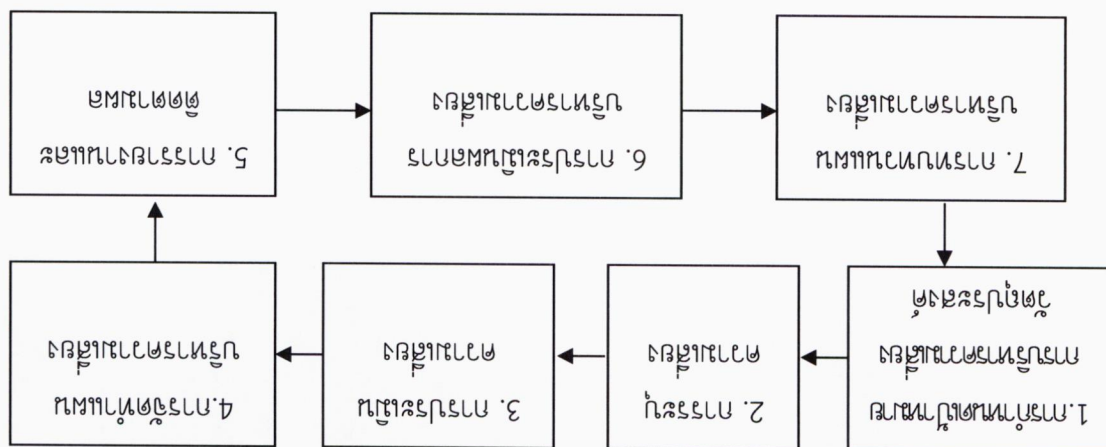 1.การกำหนดเป้าหมาย
การบริหารความเสี่ยง
วัตถุประสงค์
2. การระบุ
ความเสี่ยง
3. การประเมิน
ความเสี่ยง
4.การจัดทำแผน
บริหารความเสี่ยง
5. การรายงานและ
ติดตามผล
6. การประเมินผลการ
บริหารความเสี่ยง
7. การทบทวนแผน
บริหารความเสี่ยง